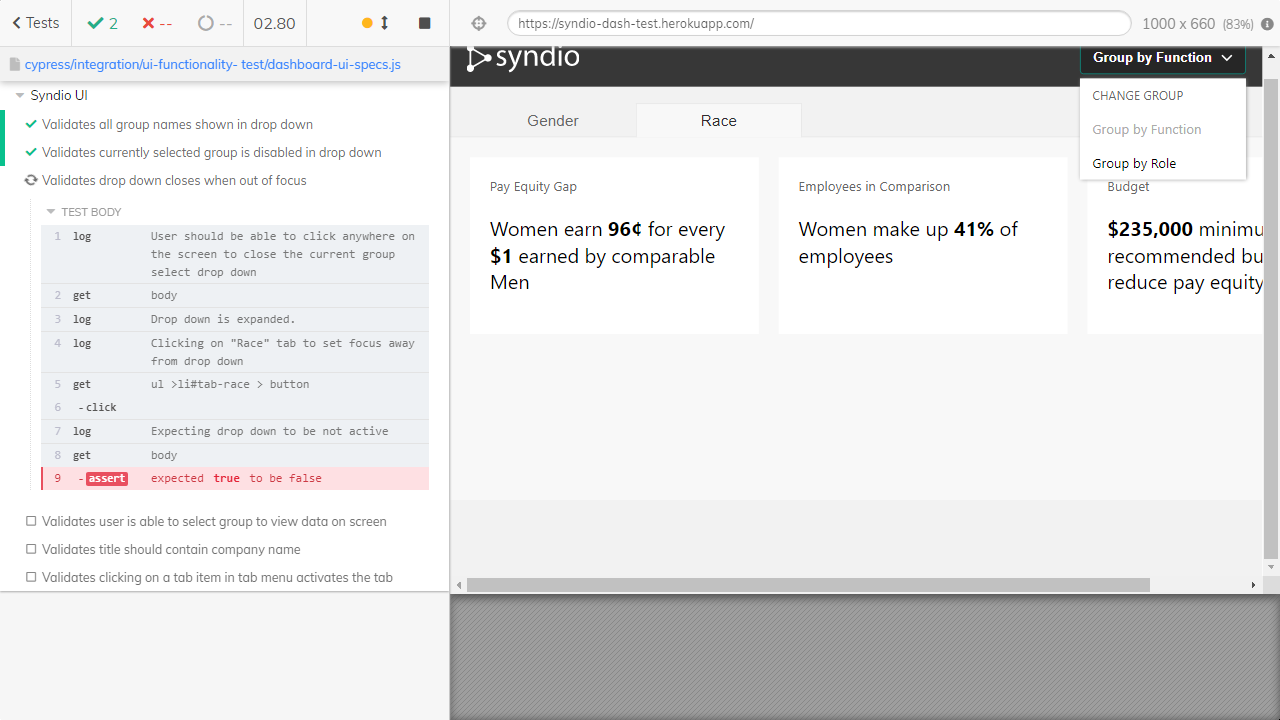 Tests
2
--
--
02.80
https://syndio-dash-test.herokuapp.com/
1000 x 660 (83%)
cypress/integration/ui-functionality- test/dashboard-ui-specs.js
Syndio UI
Validates all group names shown in drop down
Validates currently selected group is disabled in drop down
Validates drop down closes when out of focus
TEST BODY
1 log User should be able to click anywhere on
the screen to close the current group
select drop down
2 get body
3 log Drop down is expanded.
4 log Clicking on "Race" tab to set focus away
from drop down
5 get ul >li#tab-race > button
6 -click
7 log Expecting drop down to be not active
8 get body
9 -assert expected true to be false
Validates user is able to select group to view data on screen
Validates title should contain company name
Validates clicking on a tab item in tab menu activates the tab
syndio
Group by Function
CHANGE GROUP
Group by Function
Group by Role
Gender
Race
Pay Equity Gap
Women earn 96¢ for every
$1 earned by comparable
Men
Employees in Comparison
Women make up 41% of
employees
Budget
$235,000 minimu
recommended bu
reduce pay equity